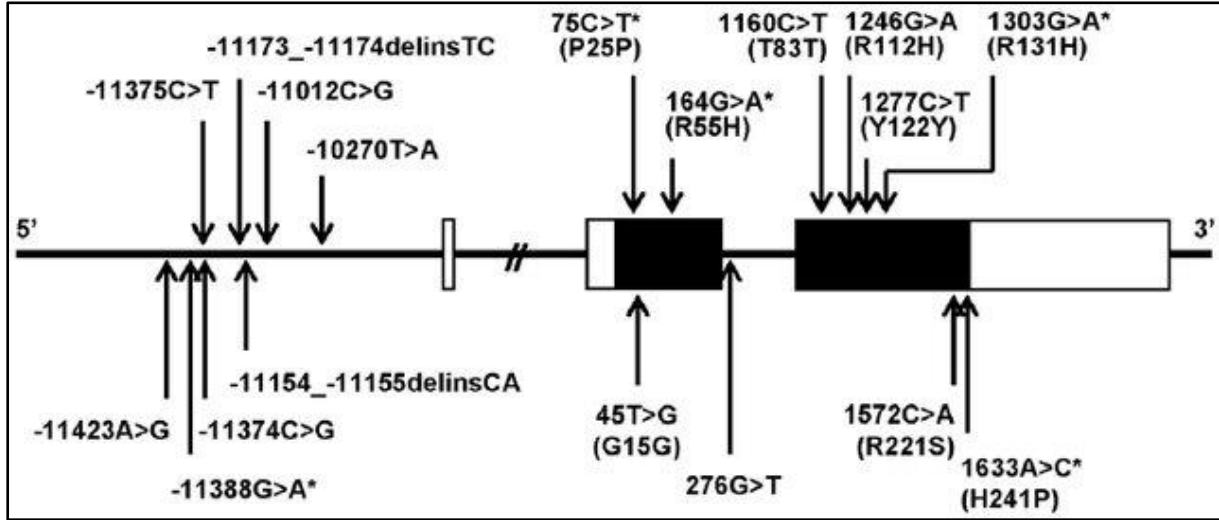 75C>T*
(P25P)
1160C>T
(T83T)
1246G>A
(R112H)
1303G>A*
(R131H)
-11173_-11174delinsTC
-11375C>T
-11012C>G
164G>A*
(R55H)
1277C>T
(Y122Y)
-10270T>A
5'
3'
-11154_-11155delinsCA
-11423A>G
-11374C>G
-11388G>A*
45T>G
(G15G)
276G>T
1572C>A
(R221S)
1633A>C*
(H241P)